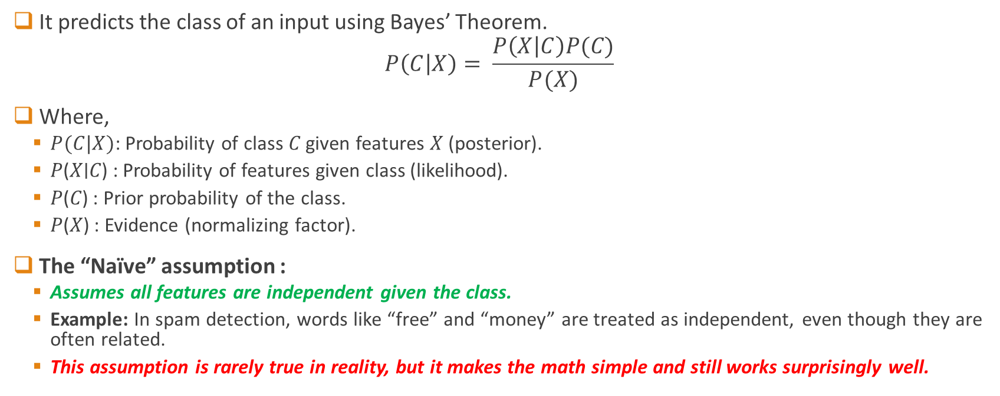 It predicts the class of an input using Bayes’ Theorem.
P(C|X) = P(X|C)P(C) / P(X)
Where,
P(C|X): Probability of class C given features X (posterior).
P(X|C) : Probability of features given class (likelihood).
P(C) : Prior probability of the class.
P(X) : Evidence (normalizing factor).
The “Naïve” assumption :
Assumes all features are independent given the class.
Example: In spam detection, words like “free” and “money” are treated as independent, even though they are
often related.
This assumption is rarely true in reality, but it makes the math simple and still works surprisingly well.